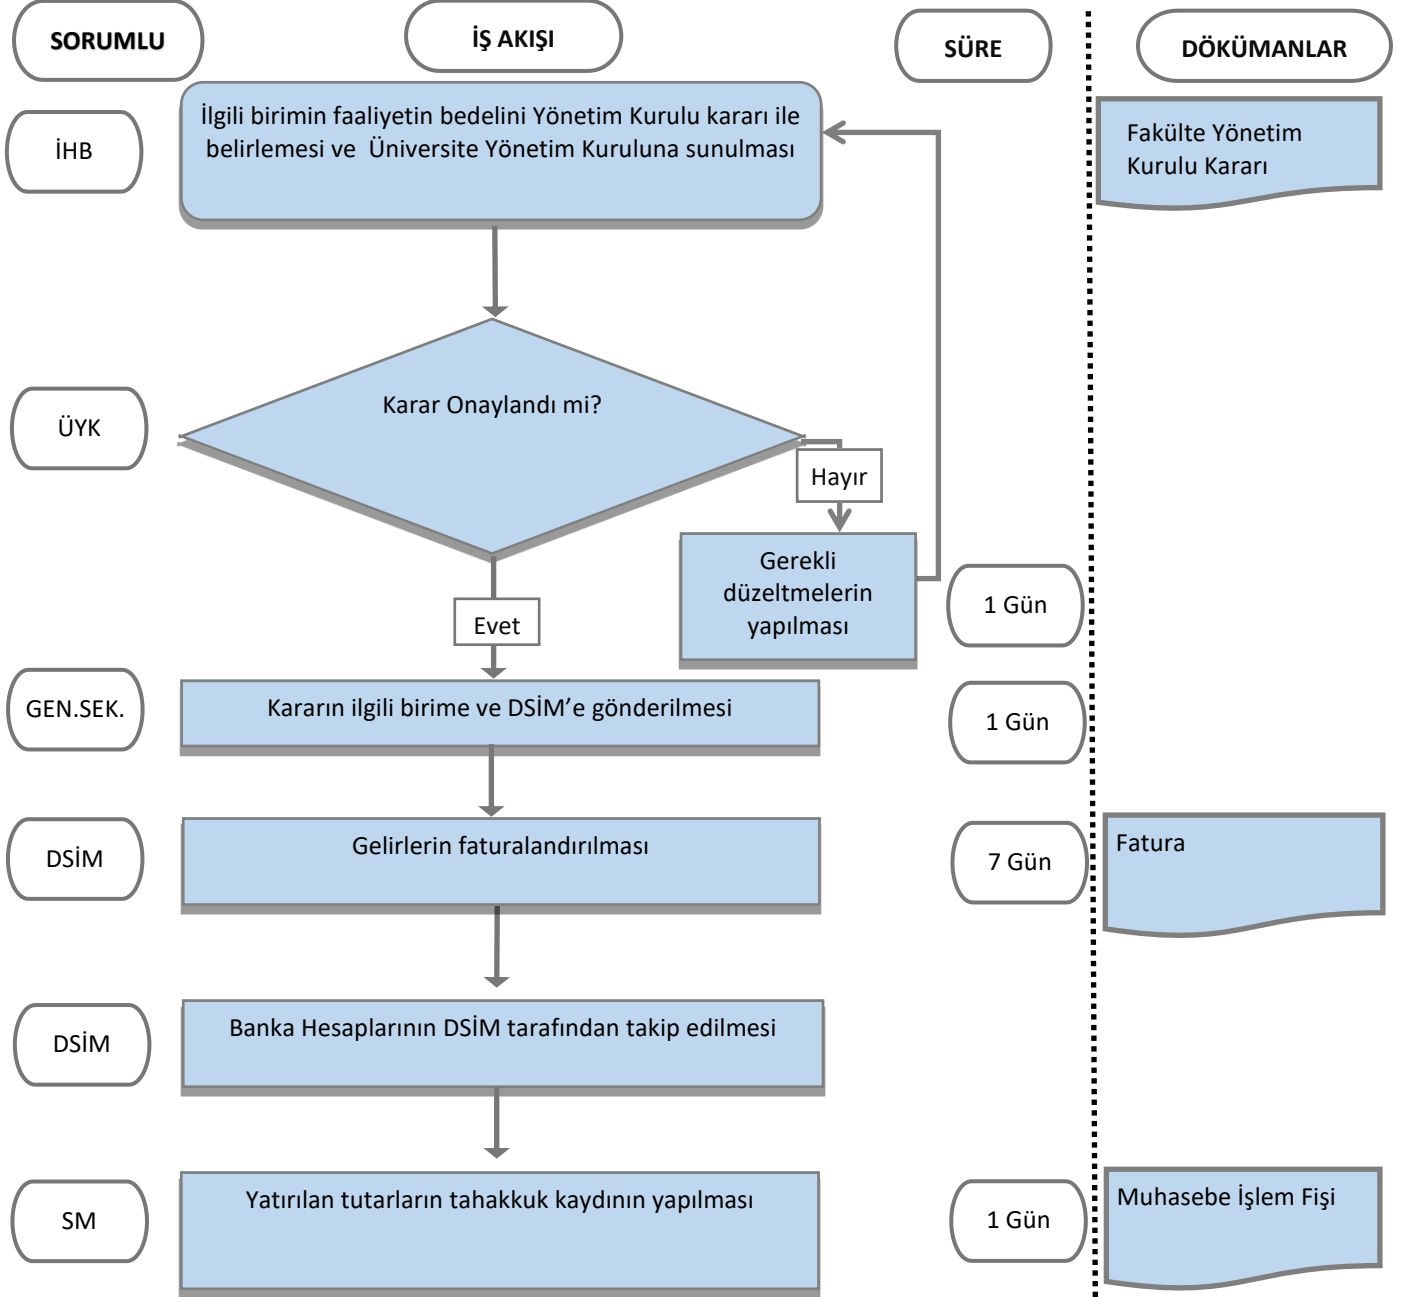 SORUMLU
İŞ AKIŞI
SÜRE
DÖKÜMANLAR
İHB
İlgili birimin faaliyetin bedelini Yönetim Kurulu kararı ile
belirlemesi ve Üniversite Yönetim Kuruluna sunulması
Fakülte Yönetim
Kurulu Kararı
ÜYK
Karar Onaylandı mi?
Hayır
Gerekli
düzeltmelerin
yapılması
1 Gün
Evet
GEN.SEK.
Kararın ilgili birime ve DSİM’e gönderilmesi
1 Gün
DSİM
Gelirlerin faturalandırılması
7 Gün
Fatura
DSİM
Banka Hesaplarının DSİM tarafından takip edilmesi
SM
Yatırılan tutarların tahakkuk kaydının yapılması
1 Gün
Muhasebe İşlem Fişi